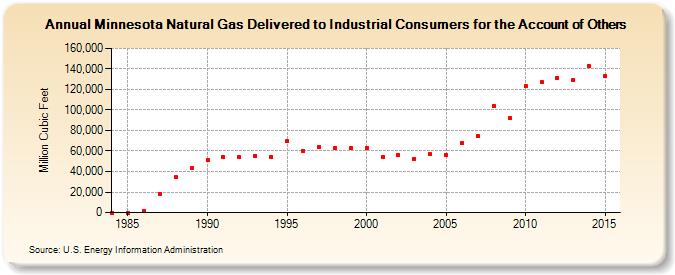 Annual Minnesota Natural Gas Delivered to Industrial Consumers for the Account of Others
Million Cubic Feet
160,000
140,000
120,000
100,000
80,000
60,000
40,000
20,000
0
1985 1990 1995 2000 2005 2010 2015
Source: U.S. Energy Information Administration